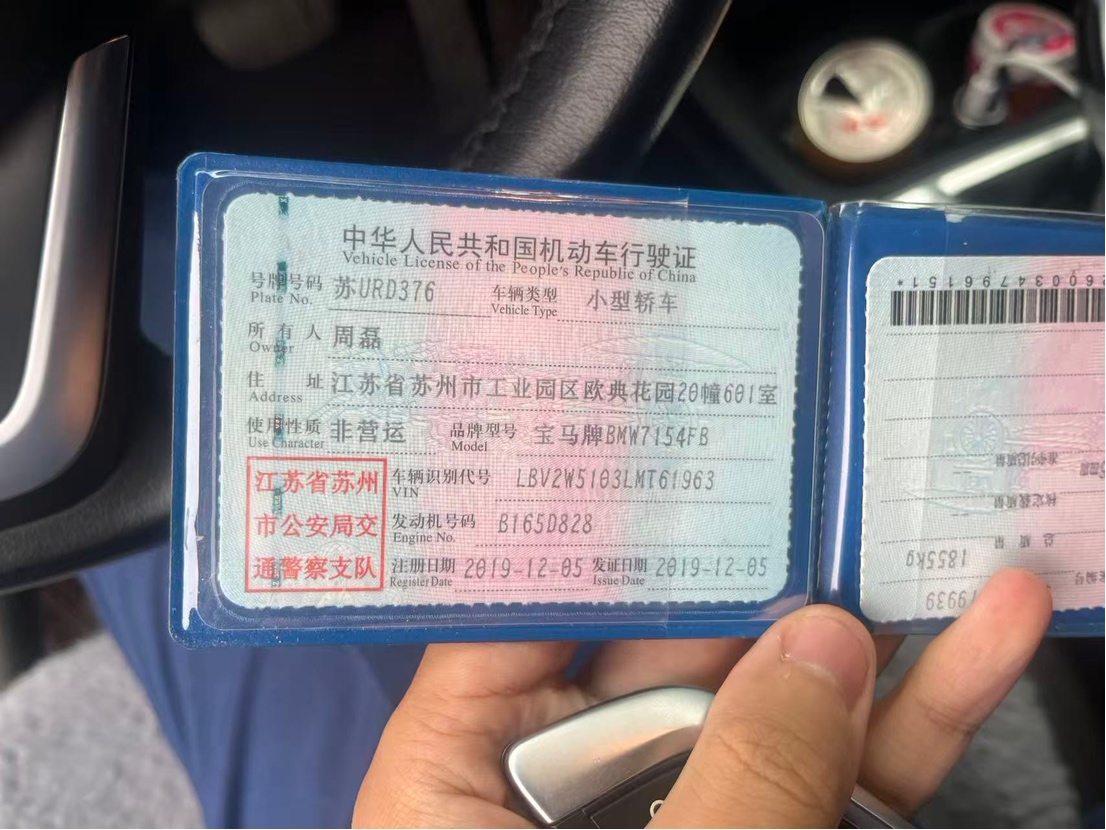 中华人民共和国机动车行驶证
Vehicle License of the People's Republic of China
号牌号码 苏URD376 车辆类型 小型轿车
Plate No. Vehicle Type
所有人 周磊
Owner
住址 江苏省苏州市工业园区欧典花园20幢601室
Address
使用性质 非营运 品牌型号 宝马牌BMW7154FB
Use Character Model
江苏省苏州
市公安局交
通警察支队
车辆识别代号 LBV2W5103LMT61963
VIN
发动机号码 B165D828
Engine No.
注册日期 2019-12-05 发证日期 2019-12-05
Register Date Issue Date
260034796151*
总质量
1855kg
79939